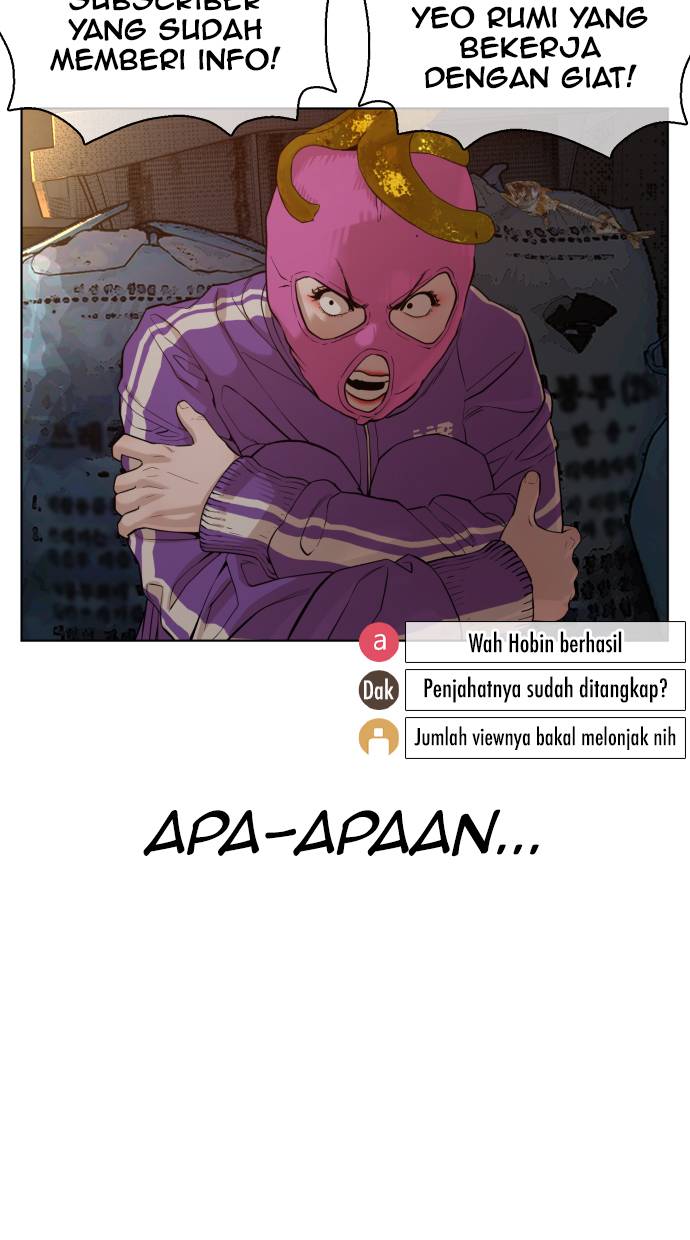 SUBSCRIBER
YANG SUDAH
MEMBERI INFO!
YEO RUMI YANG
BEKERJA
DENGAN GIAT!
a
Wah Hobin berhasil
Dak
Penjahatnya sudah ditangkap?
Jumlah viewnya bakal melonjak nih
APA-APAAN...